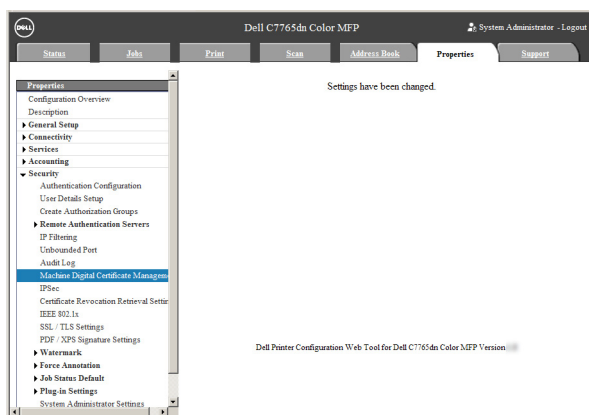 DELL
Dell C7765dn Color MFP
System Administrator - Logout
Status
Jobs
Print
Scan
Address Book
Properties
Support
Properties
Configuration Overview
Description
General Setup
Connectivity
Services
Accounting
Security
Authentication Configuration
User Details Setup
Create Authorization Groups
Remote Authentication Servers
IP Filtering
Unbounded Port
Audit Log
Machine Digital Certificate Manageme
IPSec
Certificate Revocation Retrieval Settin
IEEE 802.1x
SSL / TLS Settings
PDF / XPS Signature Settings
Watermark
Force Annotation
Job Status Default
Plug-in Settings
System Administrator Settings
Settings have been changed.
Dell Printer Configuration Web Tool for Dell C7765dn Color MFP Version